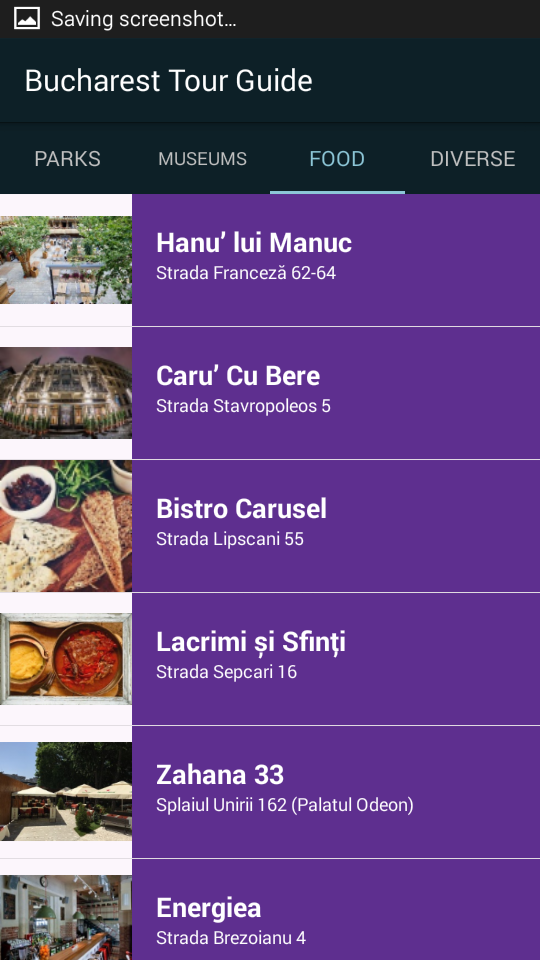 Saving screenshot...
Bucharest Tour Guide
PARKS MUSEUMS FOOD DIVERSE
Hanu’ lui Manuc
Strada Franceză 62-64
Caru’ Cu Bere
Strada Stavropoleos 5
Bistro Carusel
Strada Lipscani 55
Lacrimi și Sfinți
Strada Sepcari 16
Zahana 33
Splaiul Unirii 162 (Palatul Odeon)
Energiea
Strada Brezoianu 4